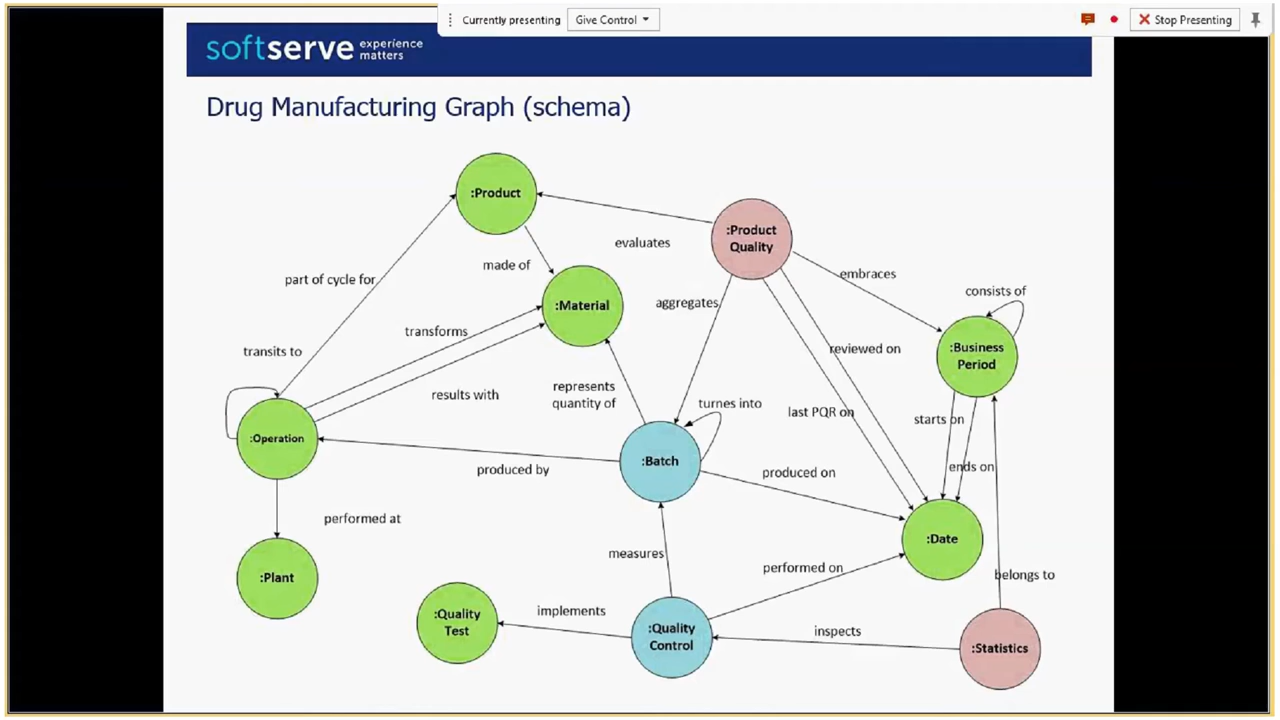 Currently presenting
Give Control
Stop Presenting
softserve experience
matters
Drug Manufacturing Graph (schema)
:Product
:Product
Quality
evaluates
made of
part of cycle for
embraces
consists of
:Material
aggregates
transforms
reviewed on
:Business
Period
transits to
results with
represents
quantity of
turnes into
last PQR on
starts on
:Operation
:Batch
produced by
produced on
ends on
performed at
:Date
measures
performed on
belongs to
:Plant
:Quality
Test
implements
:Quality
Control
inspects
:Statistics